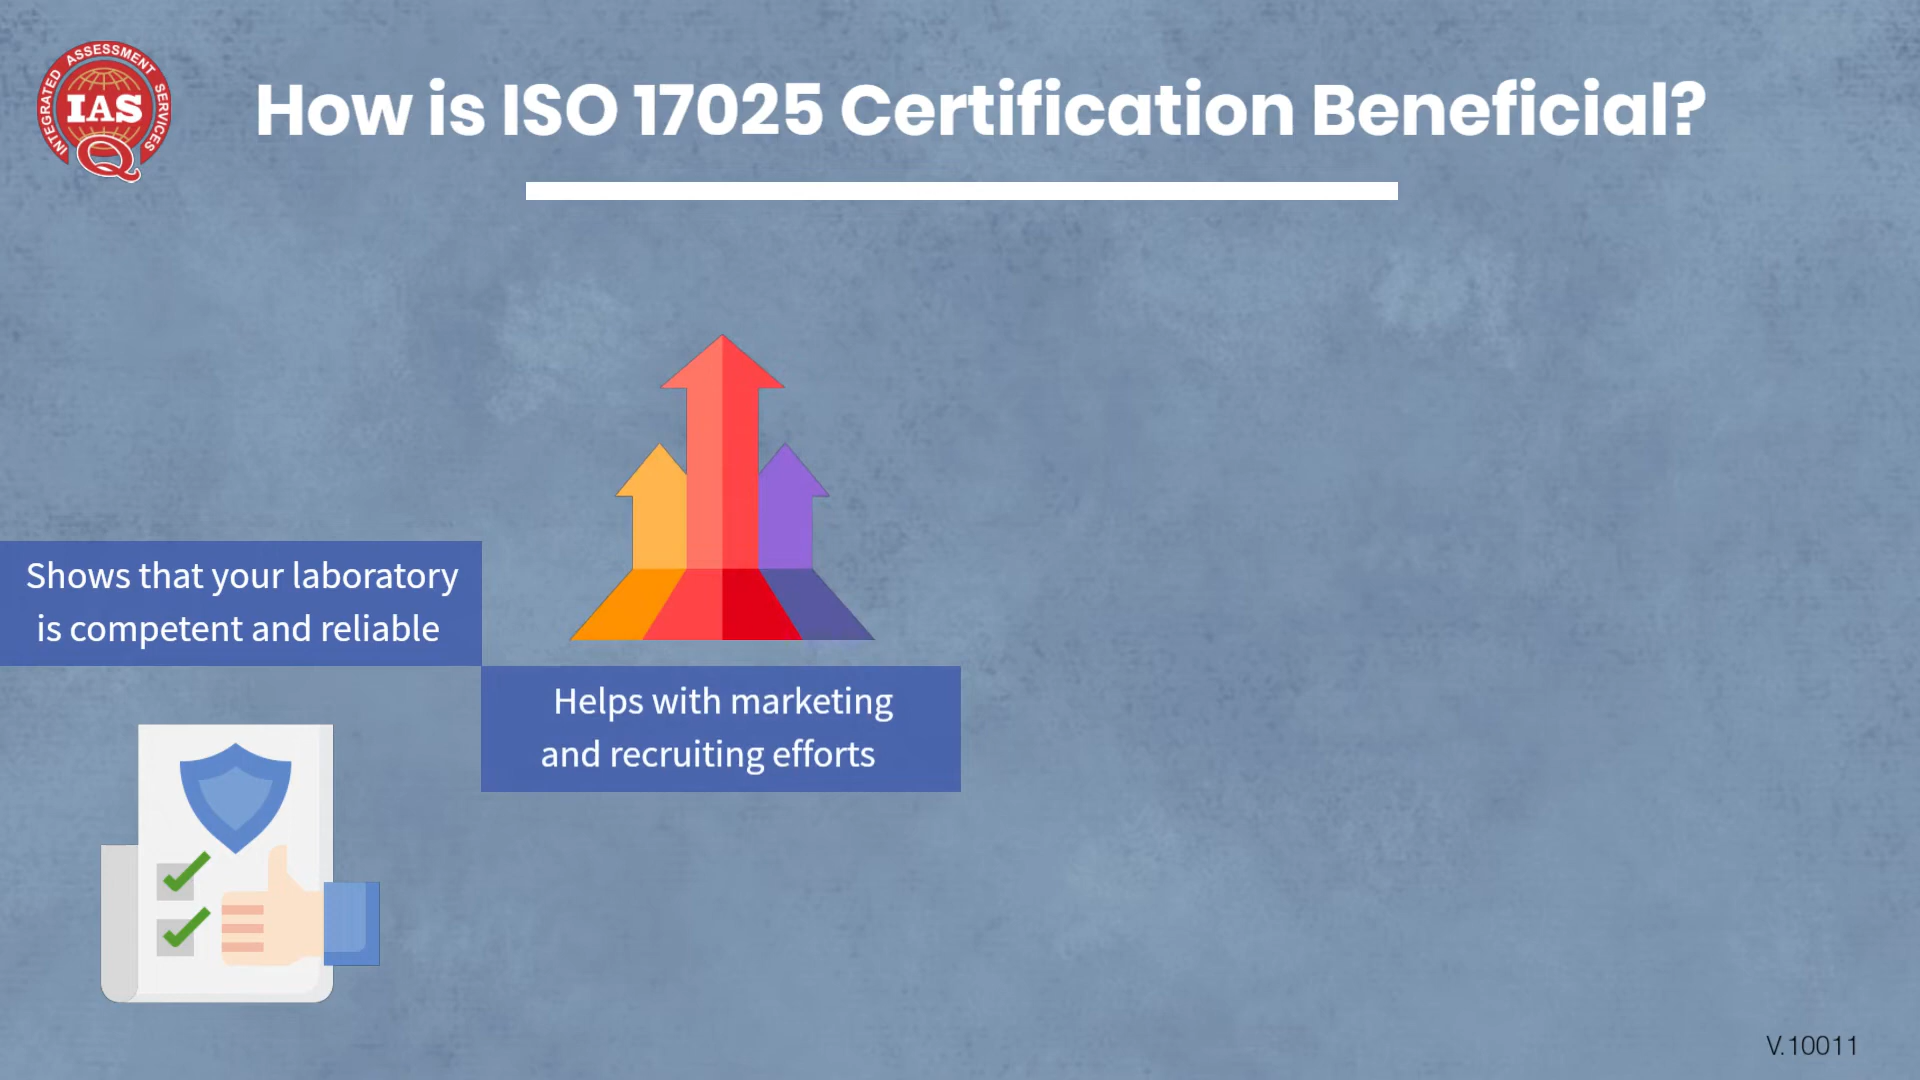 INTEGRATED ASSESSMENT SERVICES
IAS
Q
How is ISO 17025 Certification Beneficial?
Shows that your laboratory
is competent and reliable
Helps with marketing
and recruiting efforts
V.10011